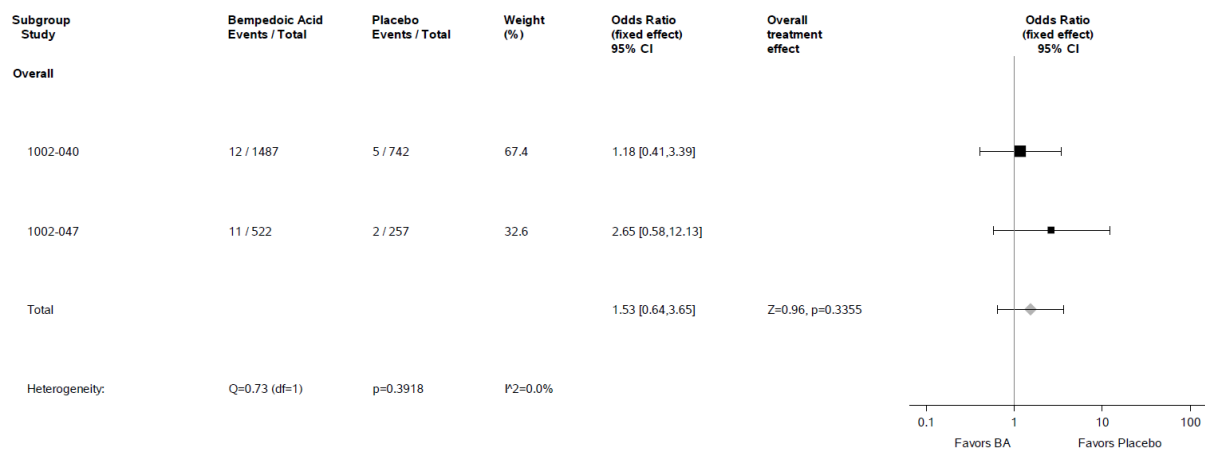 Subgroup Bempedoic Acid Placebo Weight Odds Ratio Overall Odds Ratio
Study Events / Total Events / Total (%) (fixed effect) treatment (fixed effect)
95% CI effect 95% CI
Overall
1002-040 12 / 1487 5 / 742 67.4 1.18 [0.41,3.39]
1002-047 11 / 522 2 / 257 32.6 2.65 [0.58,12.13]
Total 1.53 [0.64,3.65] Z=0.96, p=0.3355
Heterogeneity: Q=0.73 (df=1) p=0.3918 I^2=0.0%
0.1 1 10 100
Favors BA Favors Placebo